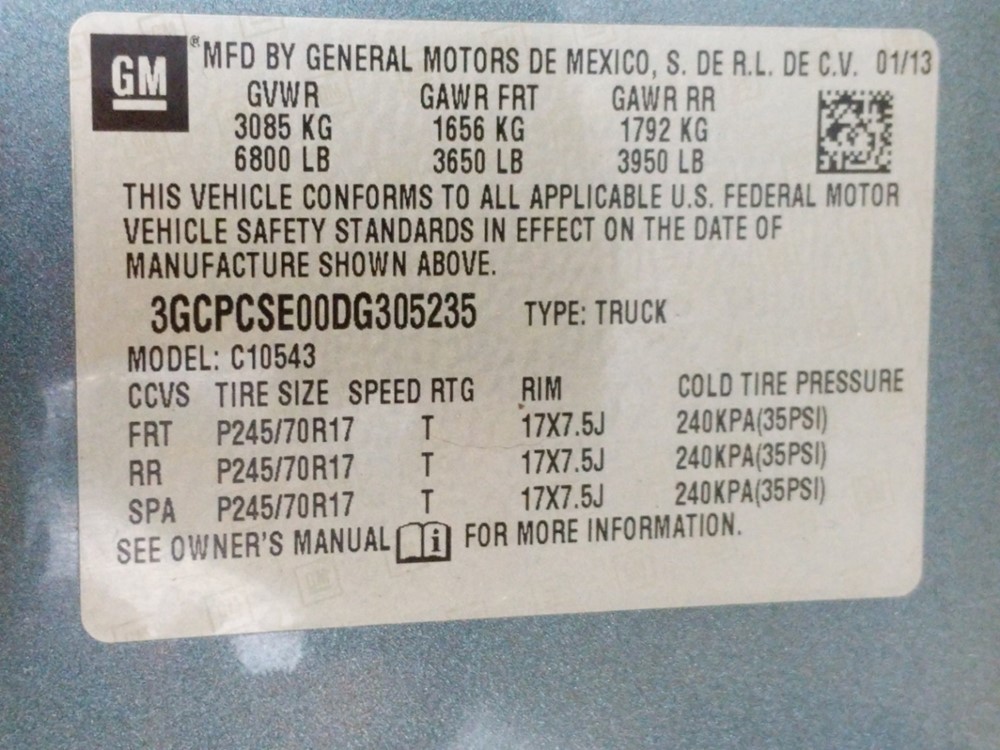 GM ® MFD BY GENERAL MOTORS DE MEXICO, S. DE R.L. DE C.V. 01/13
GVWR GAWR FRT GAWR RR
3085 KG 1656 KG 1792 KG
6800 LB 3650 LB 3950 LB
THIS VEHICLE CONFORMS TO ALL APPLICABLE U.S. FEDERAL MOTOR
VEHICLE SAFETY STANDARDS IN EFFECT ON THE DATE OF
MANUFACTURE SHOWN ABOVE.
3GCPCSE00DG305235 TYPE: TRUCK
MODEL: C10543
CCVS TIRE SIZE SPEED RTG RIM COLD TIRE PRESSURE
FRT P245/70R17 T 17X7.5J 240KPA(35PSI)
RR P245/70R17 T 17X7.5J 240KPA(35PSI)
SPA P245/70R17 T 17X7.5J 240KPA(35PSI)
SEE OWNER'S MANUAL i FOR MORE INFORMATION.